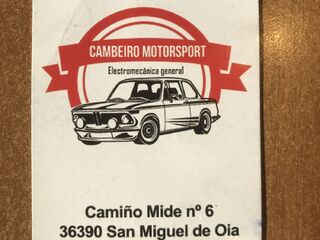 CAMBEIRO MOTORSPORT
Electromecánica general
Camiño Mide nº 6
36390 San Miguel de Oia